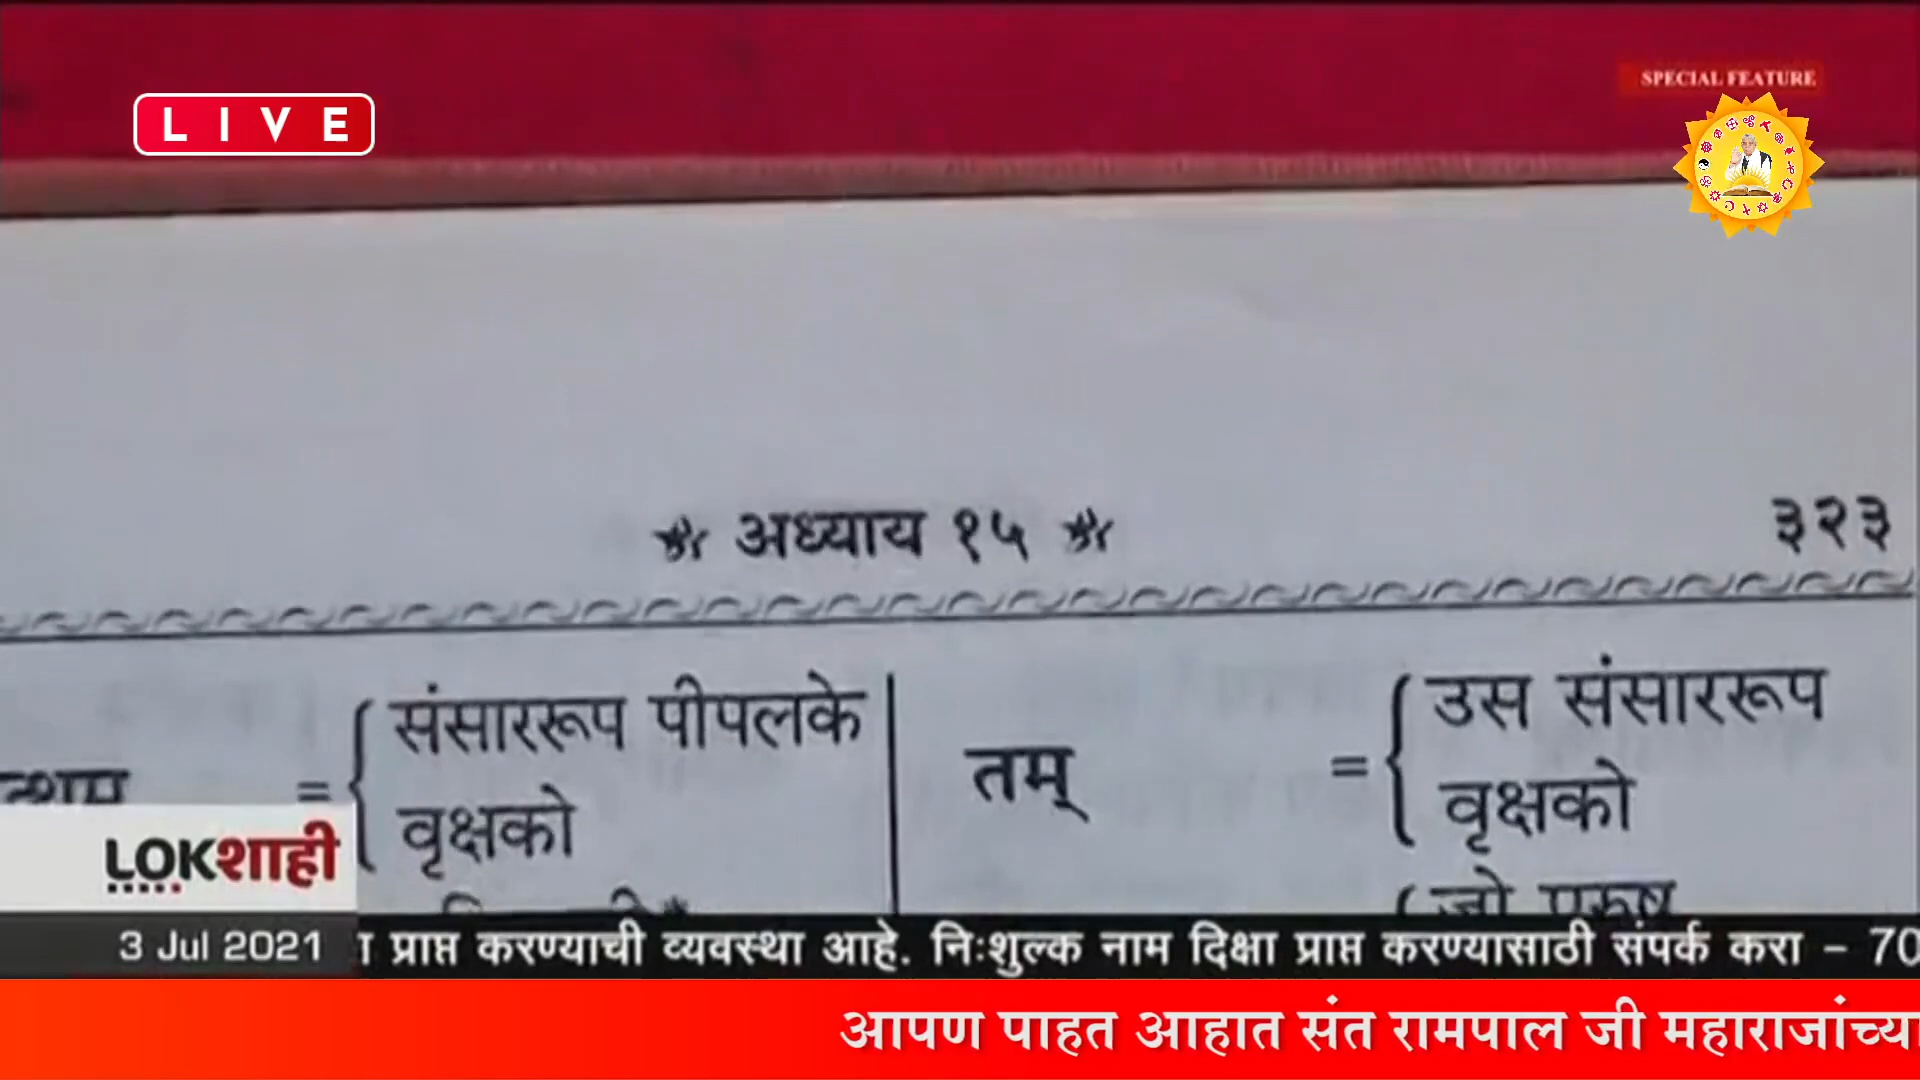 SPECIAL FEATURE
LIVE
* अध्याय १५ *
३२३
= { संसाररूप पीपलके
वृक्षको
तम् = { उस संसाररूप
वृक्षको
जो पुरुष
LOKशाही
3 Jul 2021
प्राप्त करण्याची व्यवस्था आहे. निःशुल्क नाम दिक्षा प्राप्त करण्यासाठी संपर्क करा – 70
आपण पाहत आहात संत रामपाल जी महाराजांच्या